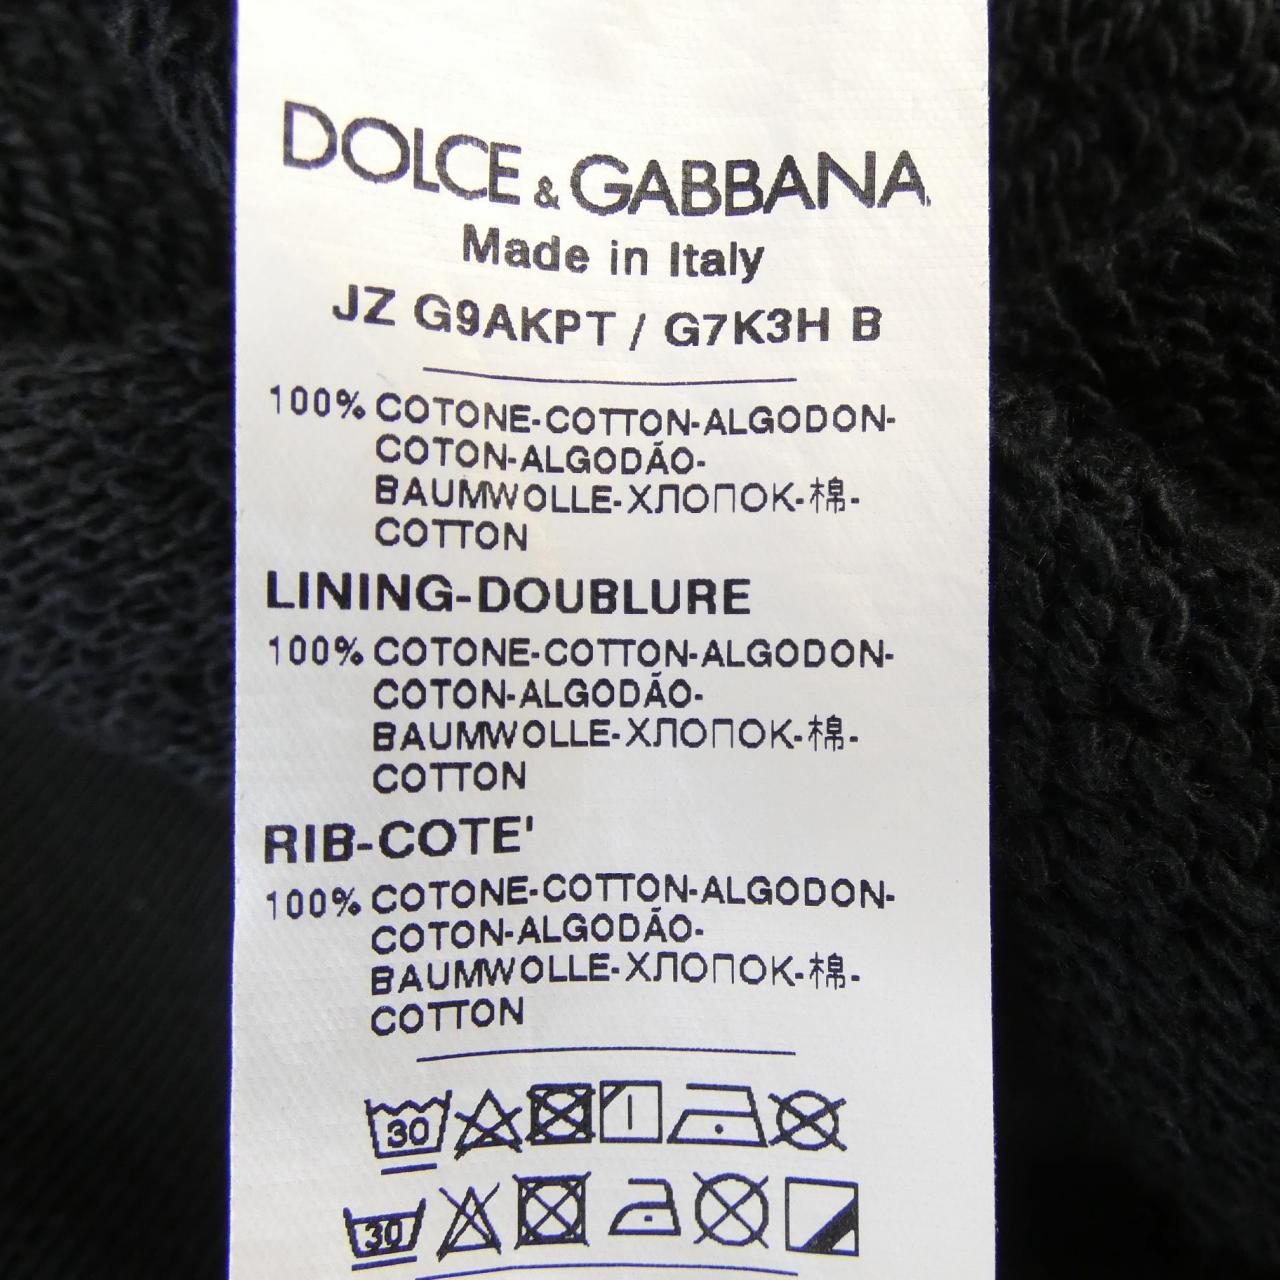 DOLCE & GABBANA
Made in Italy
JZ G9AKPT / G7K3H B
100% COTONE-COTTON-ALGODON-
COTON-ALGODÃO-
BAUMWOLLE-ХЛОПОК-棉-
COTTON
LINING-DOUBLURE
100% COTONE-COTTON-ALGODON-
COTON-ALGODÃO-
BAUMWOLLE-ХЛОПОК-棉-
COTTON
RIB-COTE'
100% COTONE-COTTON-ALGODON-
COTON-ALGODÃO-
BAUMWOLLE-ХЛОПОК-棉-
COTTON
30
30